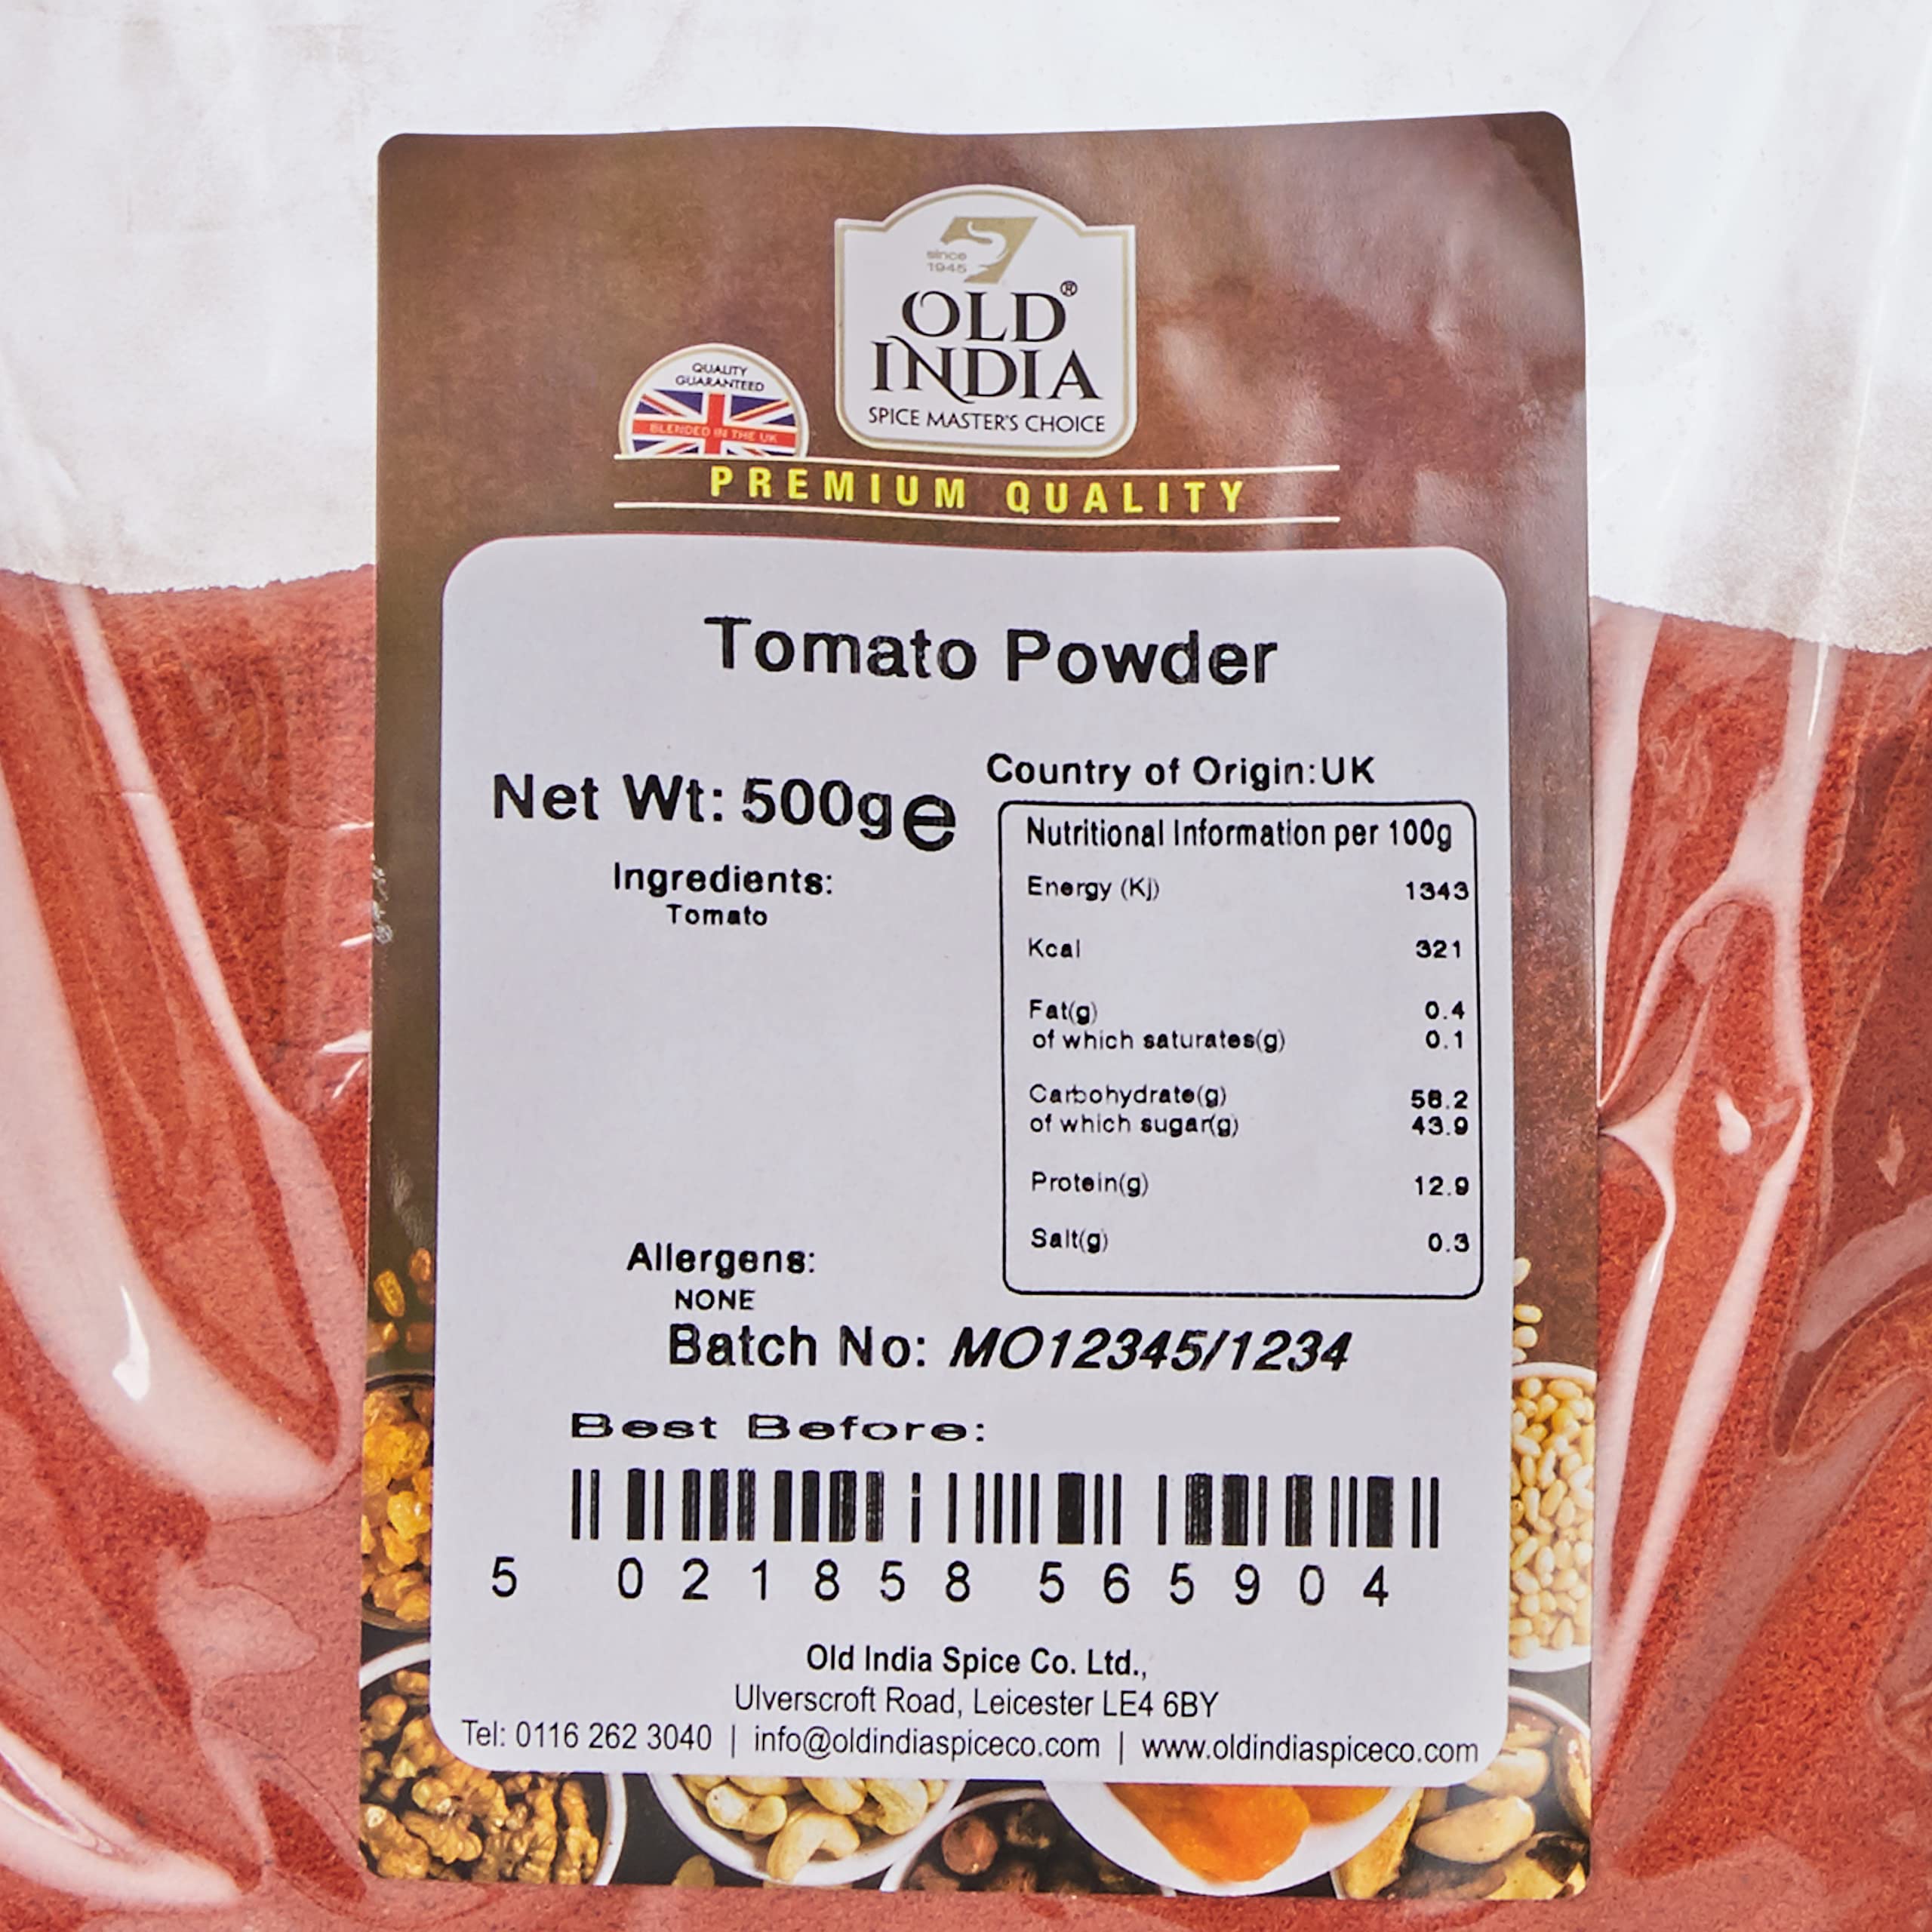 since
1945
OLD®
INDIA
SPICE MASTER'S CHOICE
QUALITY
GUARANTEED
BLENDED IN THE UK
PREMIUM QUALITY
Tomato Powder
Net Wt: 500g e
Country of Origin:UK
Nutritional Information per 100g
Energy (Kj) 1343
Kcal 321
Fat(g) 0.4
of which saturates(g) 0.1
Carbohydrate(g) 58.2
of which sugar(g) 43.9
Protein(g) 12.9
Salt(g) 0.3
Ingredients:
Tomato
Allergens:
NONE
Batch No: MO12345/1234
Best Before:
5 021858 565904
Old India Spice Co. Ltd.,
Ulverscroft Road, Leicester LE4 6BY
Tel: 0116 262 3040 | info@oldindiaspiceco.com | www.oldindiaspiceco.com